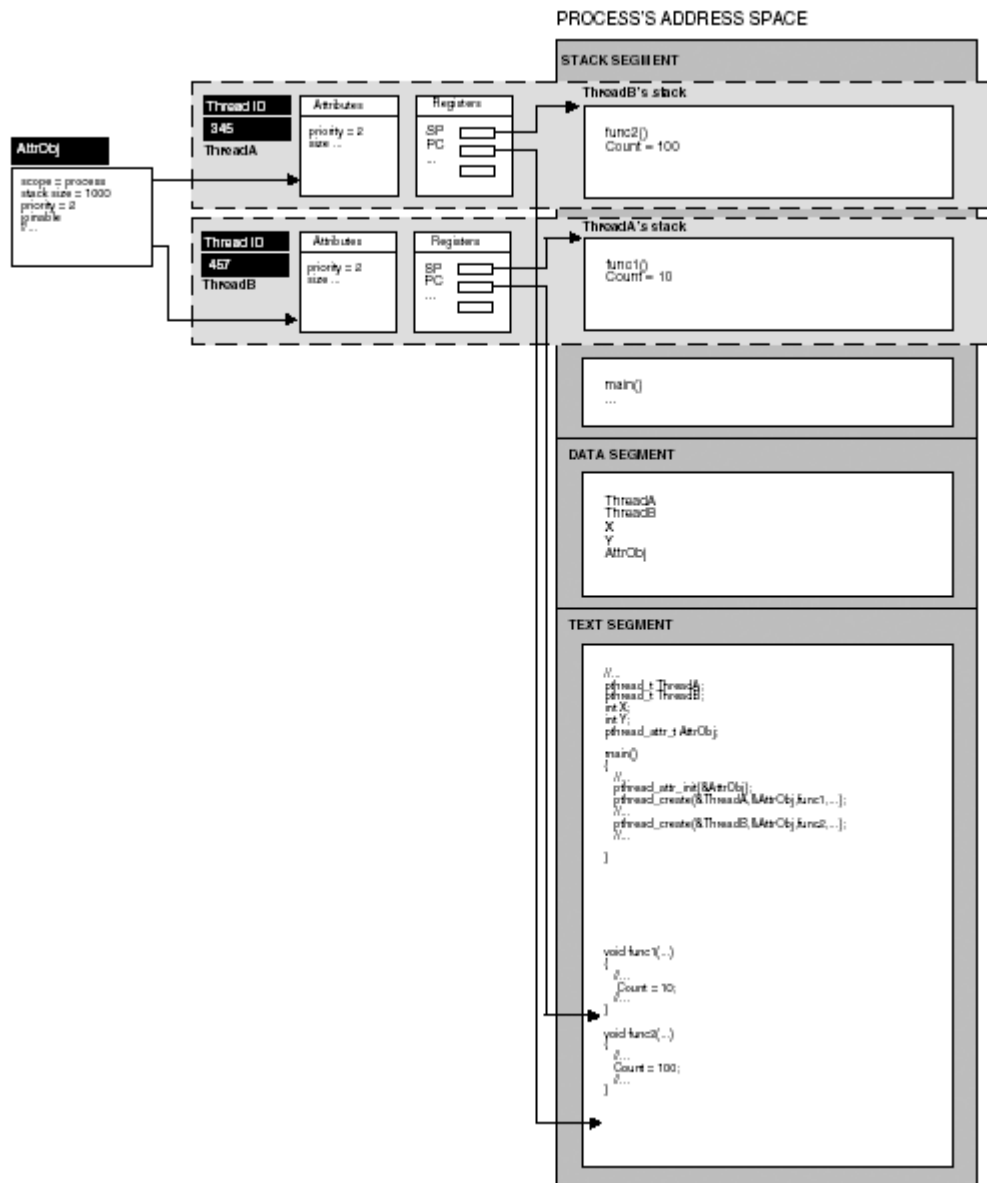 PROCESS'S ADDRESS SPACE
STACK SEGMENT
AttrObj
scope = process
stack size = 1000
priority = 2
joinable
//...
Thread ID
345
ThreadA
Attributes
priority = 2
size ...
Registers
SP
PC
...
ThreadB's stack
func2()
Count = 100
Thread ID
457
ThreadB
Attributes
priority = 2
size ...
Registers
SP
PC
...
ThreadA's stack
func1()
Count = 10
main()
...
DATA SEGMENT
ThreadA
ThreadB
X
Y
AttrObj
TEXT SEGMENT
//...
pthread_t ThreadA;
pthread_t ThreadB;
int X;
int Y;
pthread_attr_t AttrObj;
main()
{
//...
pthread_attr_init(&AttrObj);
pthread_create(&ThreadA,&AttrObj,func1,...);
//...
pthread_create(&ThreadB,&AttrObj,func2,...);
//...
}
void func1(...)
{
//...
Count = 10;
//...
}
void func2(...)
{
//...
Count = 100;
//...
}